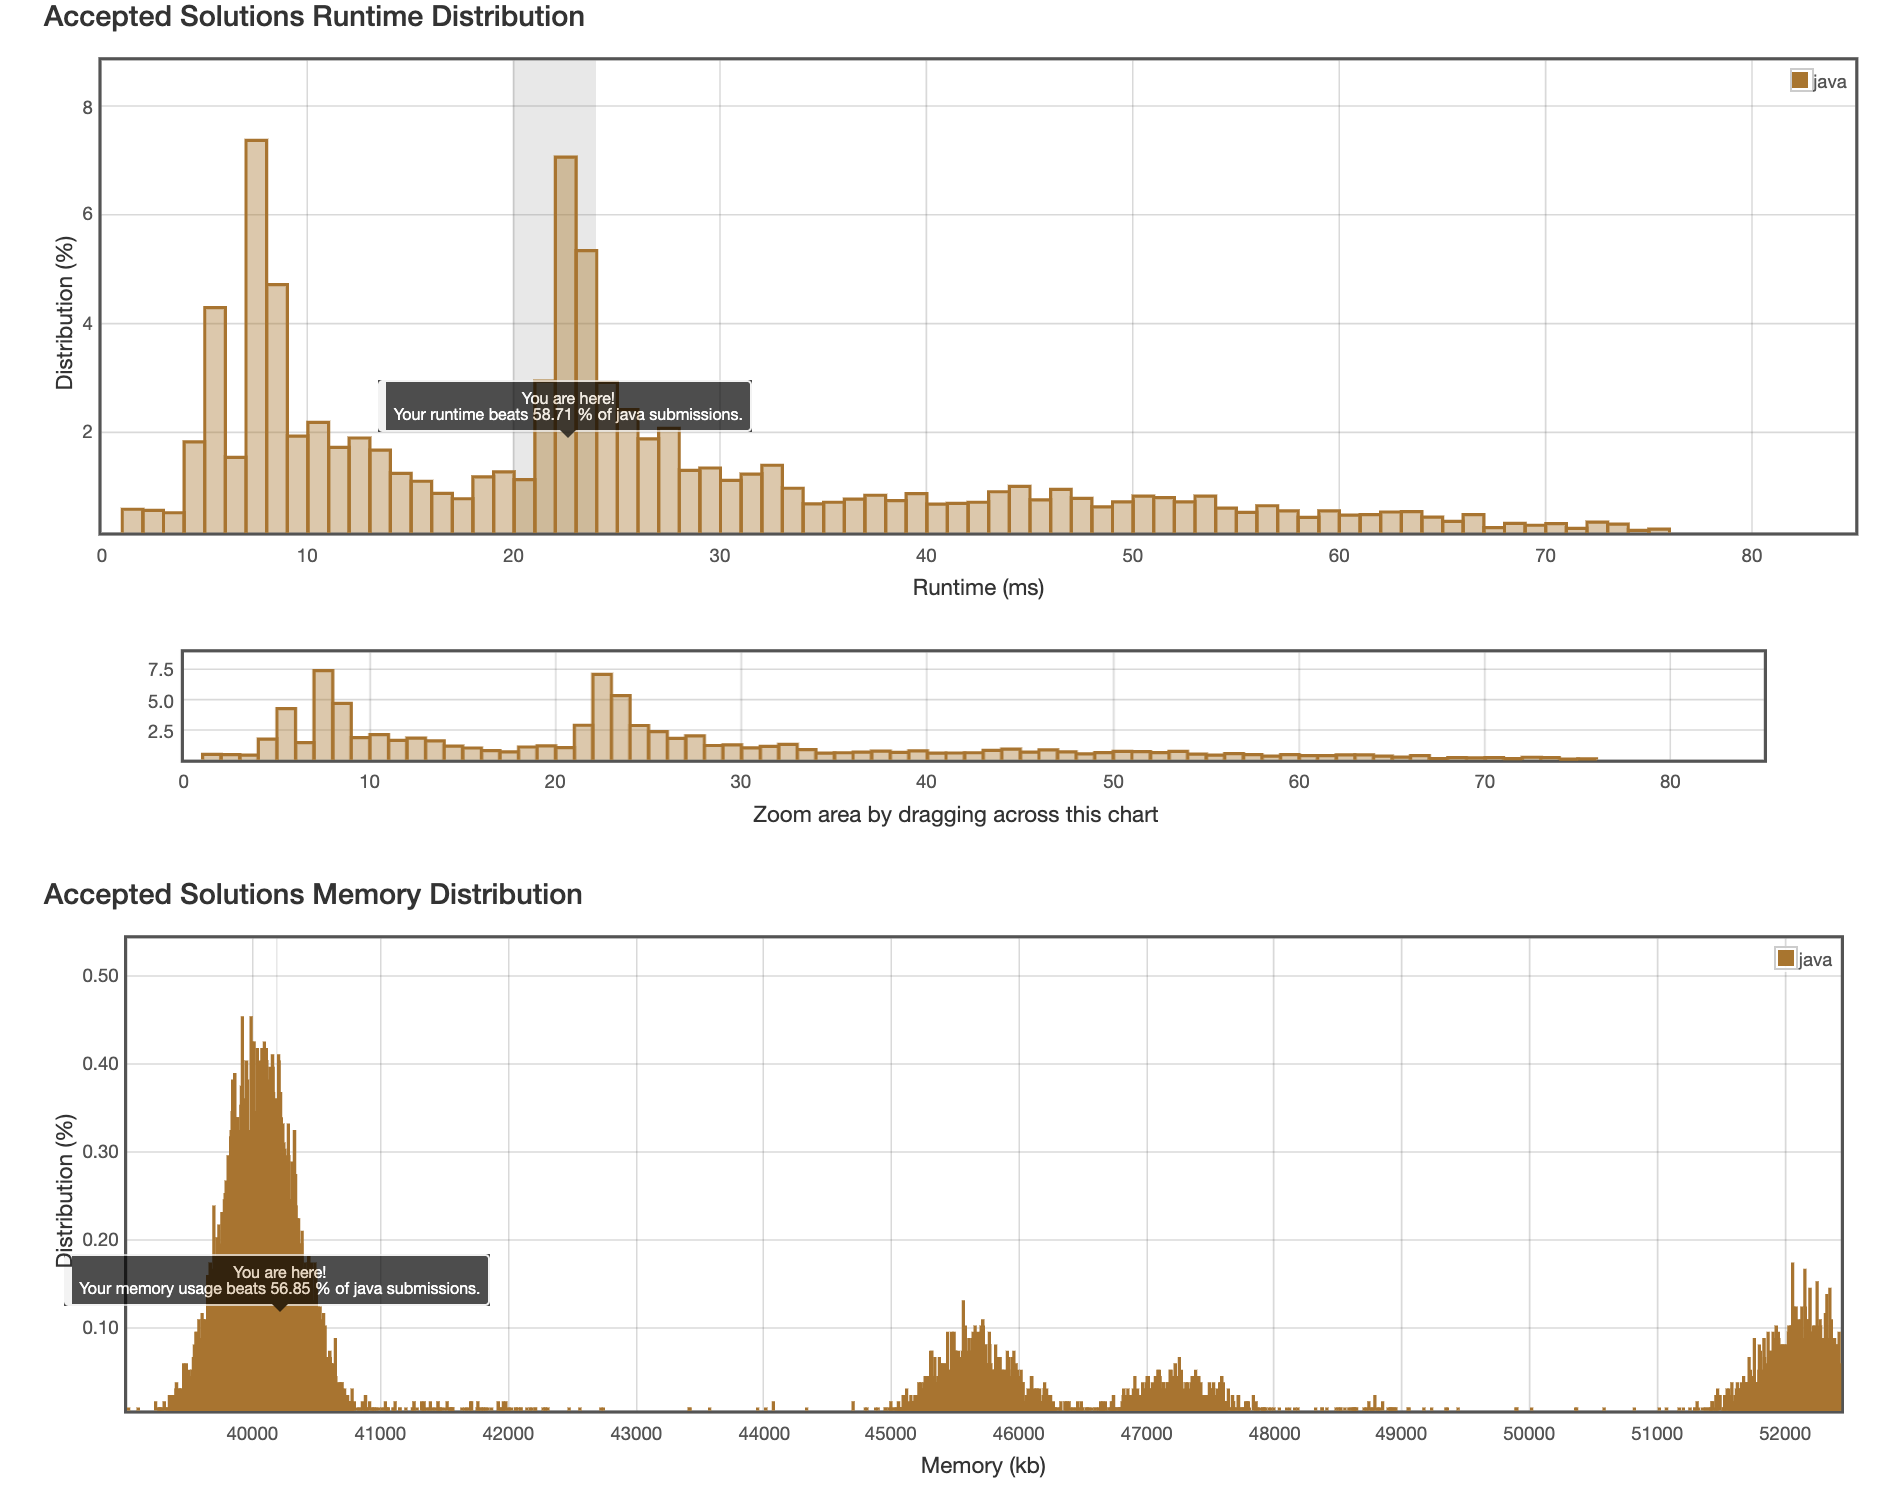 Accepted Solutions Runtime Distribution
java
8
6
4
2
Distribution (%)
You are here!
Your runtime beats 58.71 % of java submissions.
0 10 20 30 40 50 60 70 80
Runtime (ms)
7.5
5.0
2.5
0 10 20 30 40 50 60 70 80
Zoom area by dragging across this chart
Accepted Solutions Memory Distribution
java
0.50
0.40
0.30
0.20
0.10
Distribution (%)
You are here!
Your memory usage beats 56.85 % of java submissions.
40000 41000 42000 43000 44000 45000 46000 47000 48000 49000 50000 51000 52000
Memory (kb)